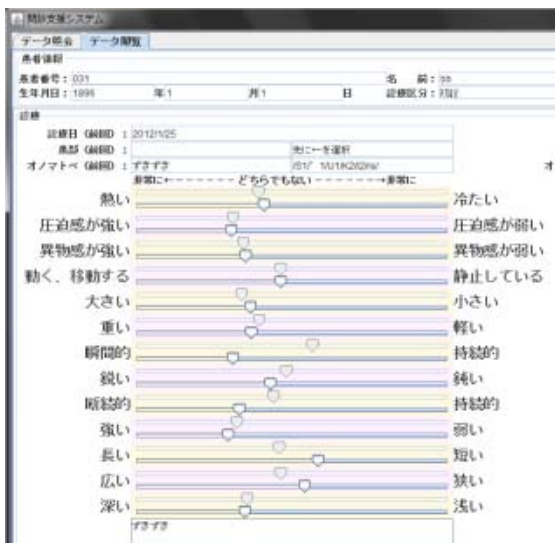 問診支援システム
データ照会 データ閲覧
患者情報
患者番号： 031 名 前：
生年月日： 1896 年 1 月 1 日 診療区分：
診療
診療日 (前回) ： 2012/1/25
患部 (前回) ： 先に←を選択
オノマトペ (前回) ： ずきずき オ
非常に←------- どちらでもない -------→非常に
熱い 冷たい
圧迫感が強い 圧迫感が弱い
異物感が強い 異物感が弱い
動く、移動する 静止している
大きい 小さい
重い 軽い
瞬間的 持続的
鋭い 鈍い
断続的 持続的
強い 弱い
長い 短い
広い 狭い
深い 浅い
ずきずき